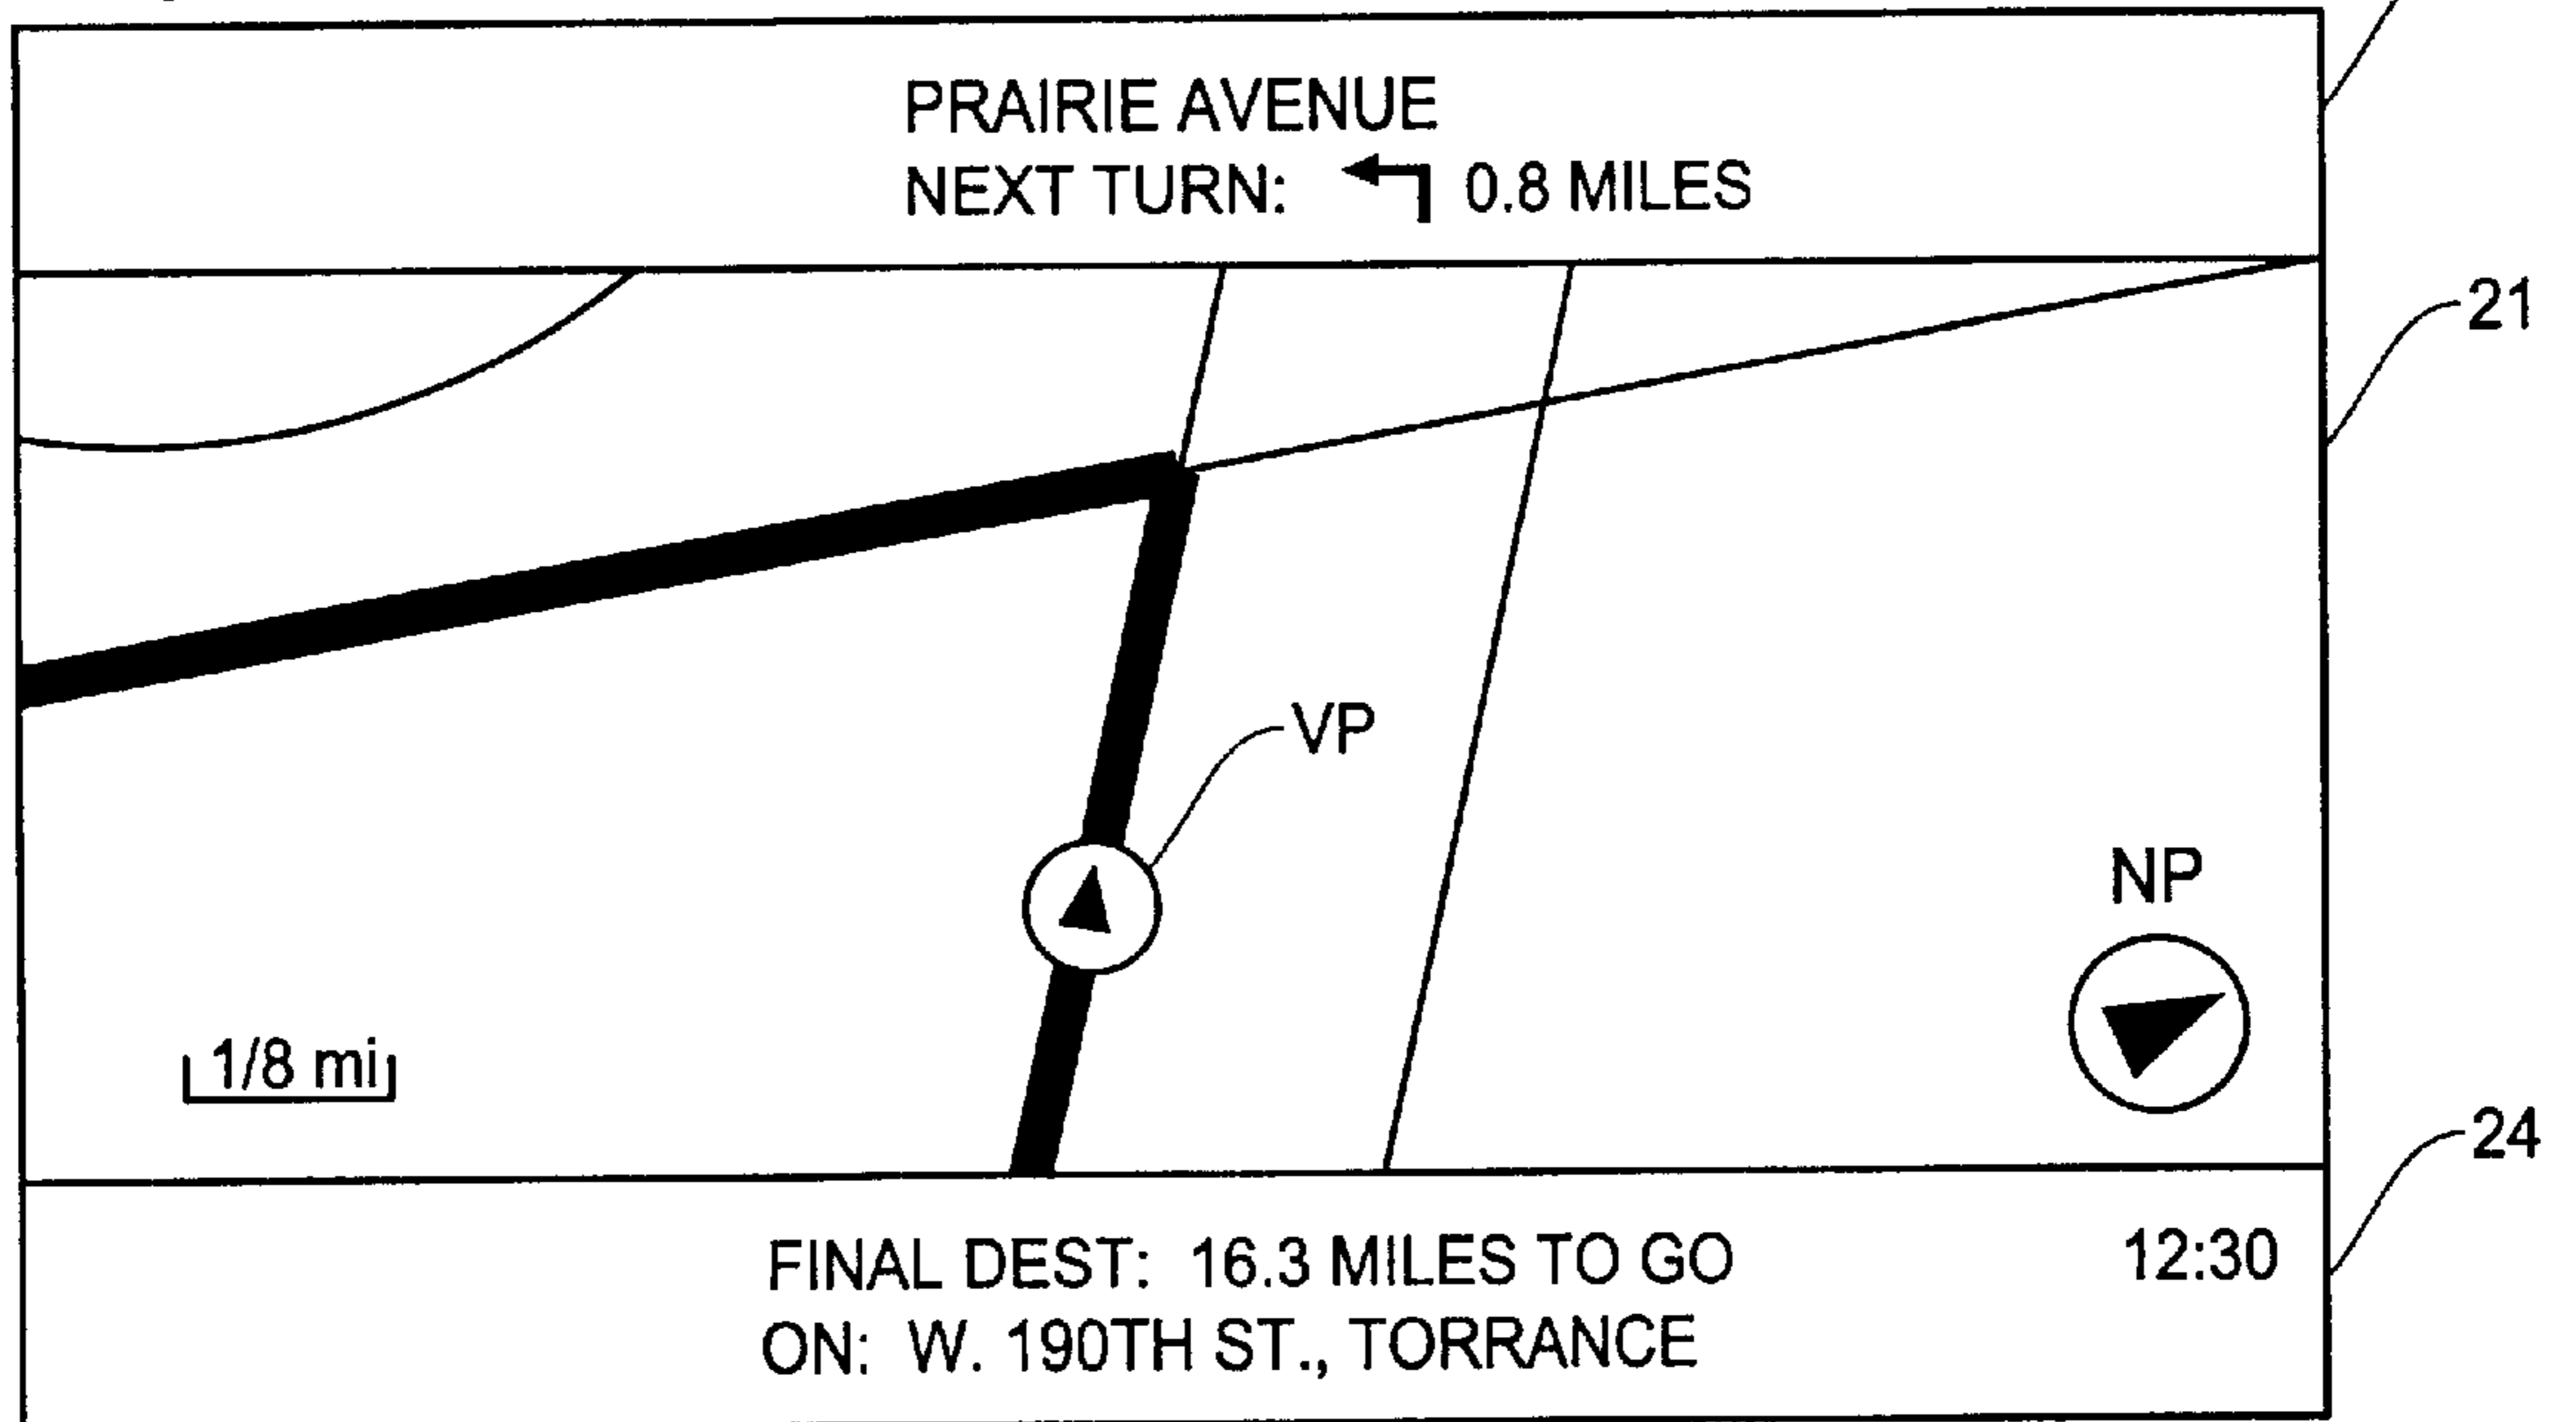 PRAIRIE AVENUE
NEXT TURN: 0.8 MILES
21
VP
NP
1/8 mi
24
FINAL DEST: 16.3 MILES TO GO 12:30
ON: W. 190TH ST., TORRANCE